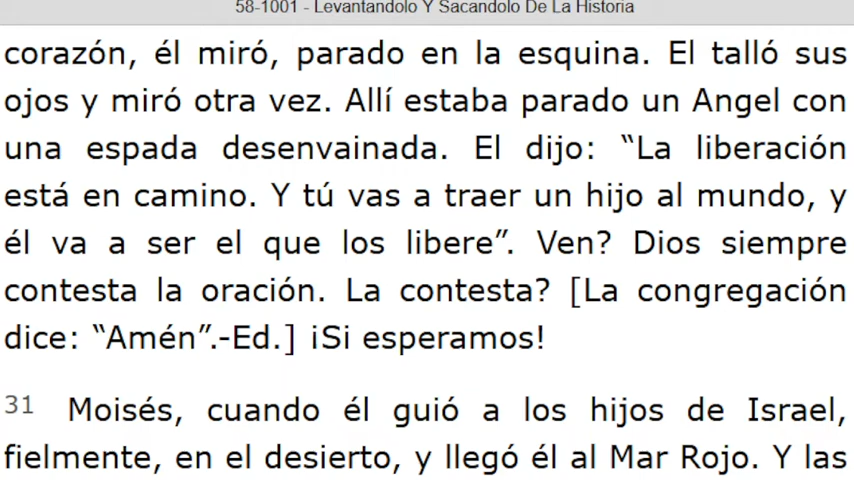 58-1001 - Levantandolo Y Sacandolo De La Historia
corazón, él miró, parado en la esquina. El talló sus
ojos y miró otra vez. Allí estaba parado un Angel con
una espada desenvainada. El dijo: “La liberación
está en camino. Y tú vas a traer un hijo al mundo, y
él va a ser el que los libere”. Ven? Dios siempre
contesta la oración. La contesta? [La congregación
dice: “Amén”.-Ed.] ¡Si esperamos!
31 Moisés, cuando él guió a los hijos de Israel,
fielmente, en el desierto, y llegó él al Mar Rojo. Y las